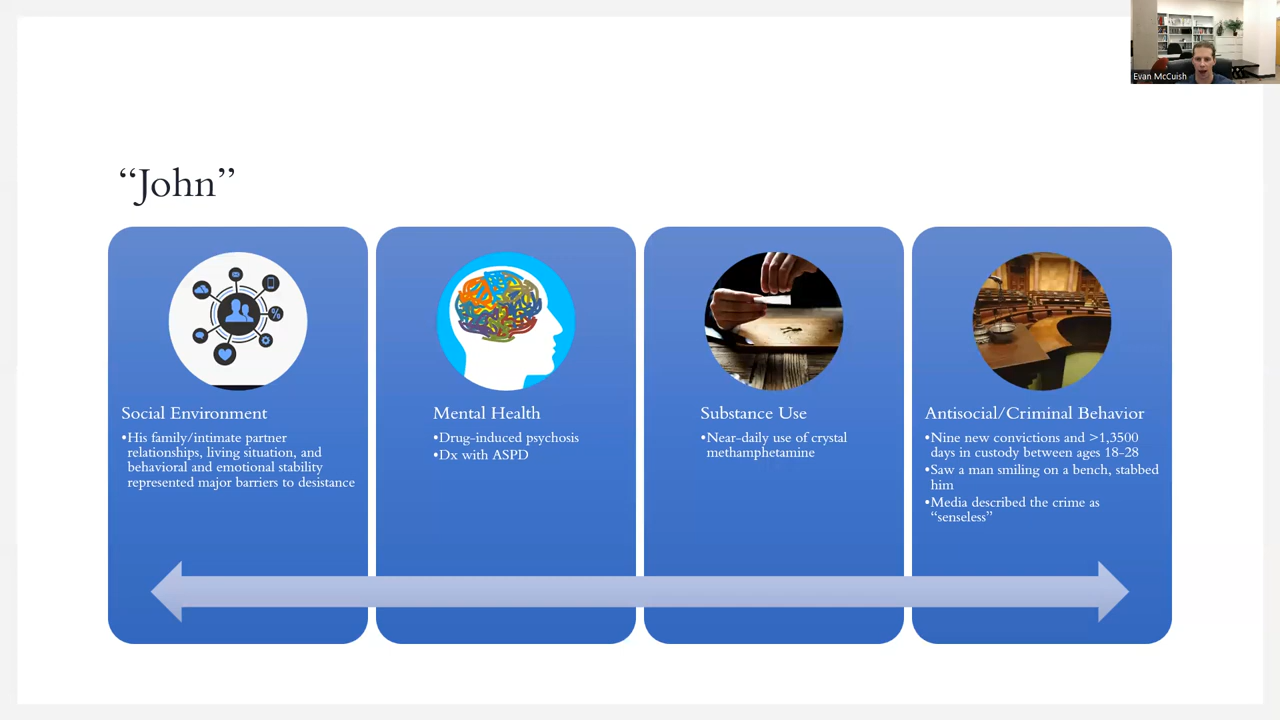 Evan McCuish
“John”
Social Environment
•His family/intimate partner
relationships, living situation, and
behavioral and emotional stability
represented major barriers to desistance
Mental Health
•Drug-induced psychosis
•Dx with ASPD
Substance Use
•Near-daily use of crystal
methamphetamine
Antisocial/Criminal Behavior
•Nine new convictions and >1,3500
days in custody between ages 18-28
•Saw a man smiling on a bench, stabbed
him
•Media described the crime as
“senseless”